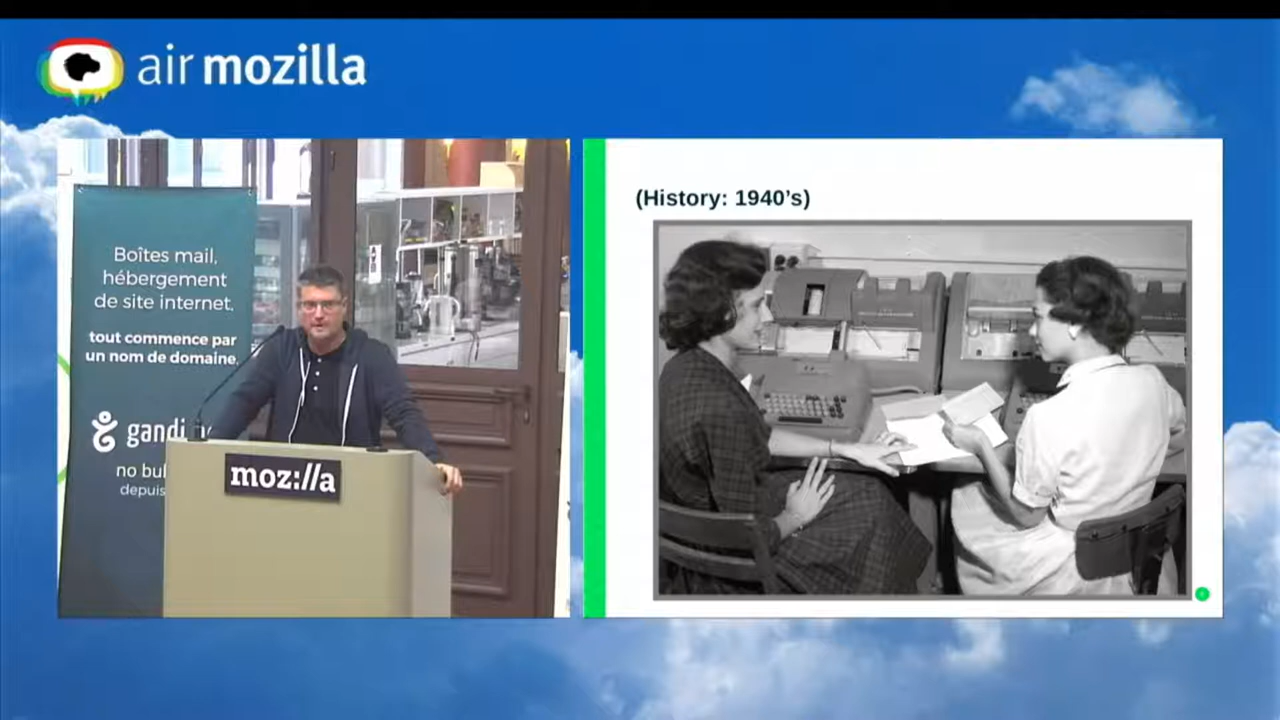 air mozilla
Boîtes mail,
hébergement
de site internet.
tout commence par
un nom de domaine.
gandi
no bul
depuis
moz://a
(History: 1940’s)